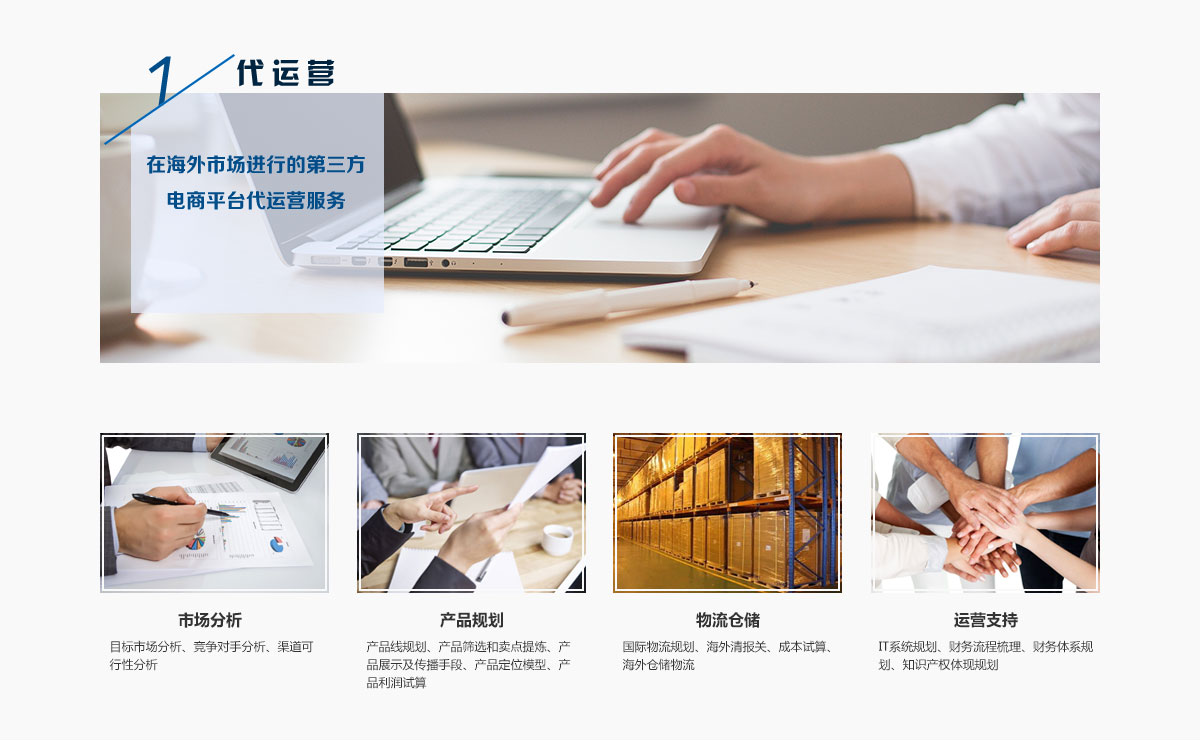 1 代运营
在海外市场进行的第三方
电商平台代运营服务
市场分析
目标市场分析、竞争对手分析、渠道可
行性分析
产品规划
产品线规划、产品筛选和卖点提炼、产
品展示及传播手段、产品定位模型、产
品利润试算
物流仓储
国际物流规划、海外清报关、成本试算、
海外仓储物流
运营支持
IT系统规划、财务流程梳理、财务体系规
划、知识产权体现规划